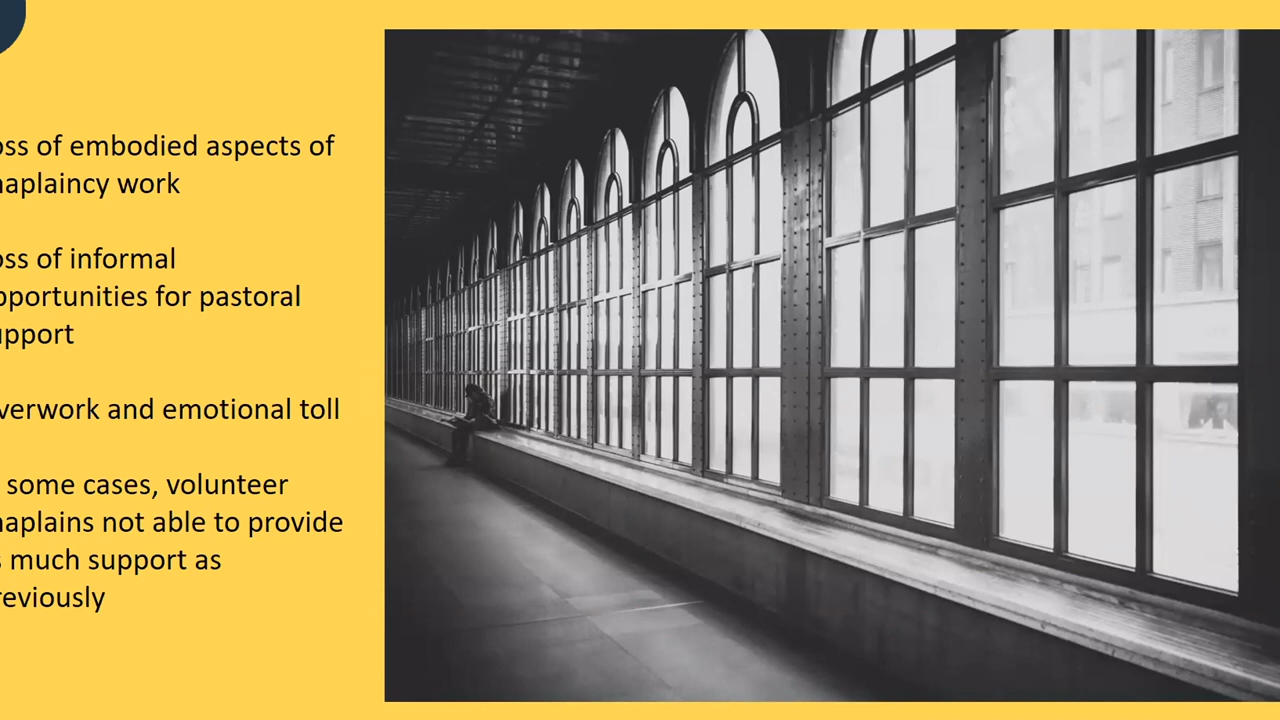 oss of embodied aspects of
haplaincy work
oss of informal
pportunities for pastoral
upport
verwork and emotional toll
some cases, volunteer
haplains not able to provide
s much support as
reviously